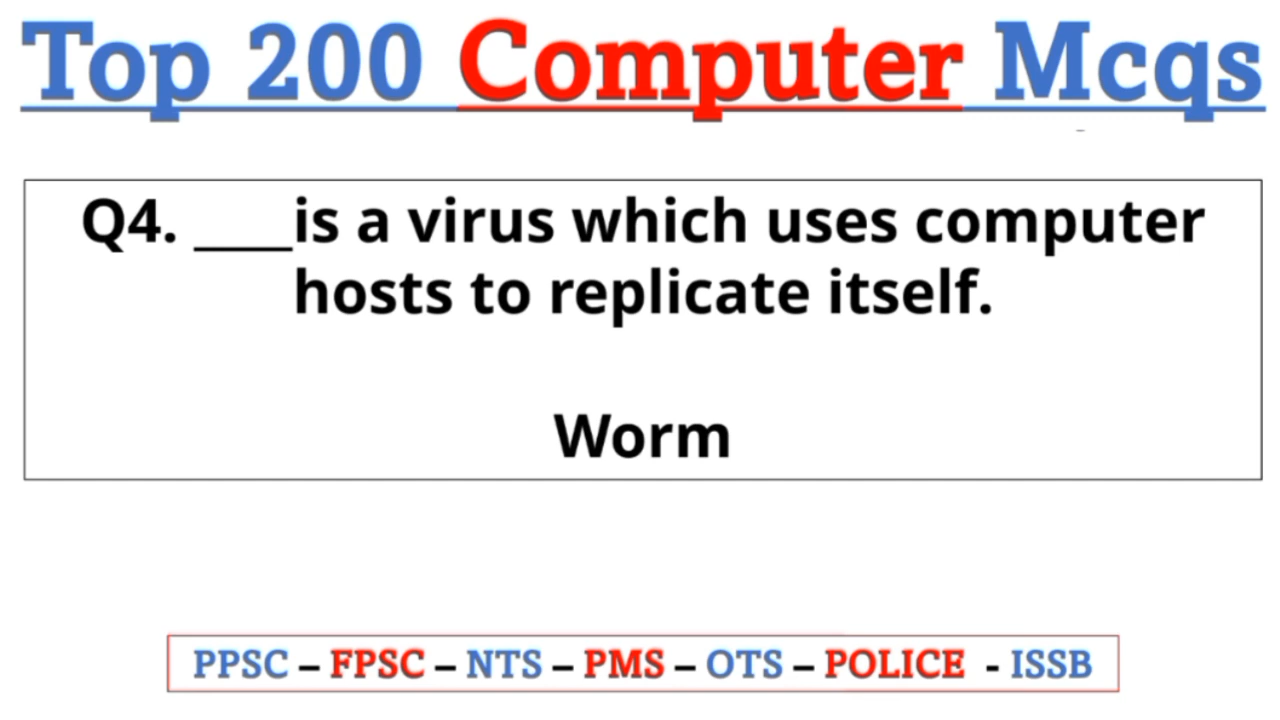 Top 200 Computer Mcqs
Q4. ____is a virus which uses computer
hosts to replicate itself.
Worm
PPSC – FPSC – NTS – PMS – OTS – POLICE - ISSB